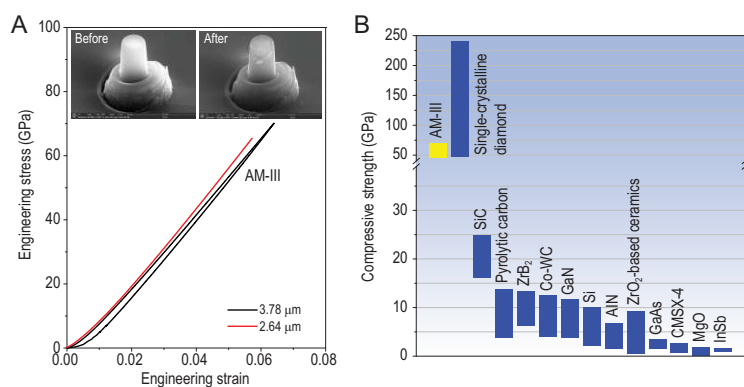 A
Before
After
Engineering stress (GPa)
100
80
60
40
20
0
AM-III
3.78 μm
2.64 μm
0.00
0.02
0.04
0.06
0.08
Engineering strain
B
Compressive strength (GPa)
250
200
150
100
50
30
20
10
0
AM-III
Single-crystalline
diamond
SiC
Pyrolytic carbon
ZrB₂
Co-WC
GaN
Si
AlN
ZrO₂-based ceramics
GaAs
CMSX-4
MgO
InSb